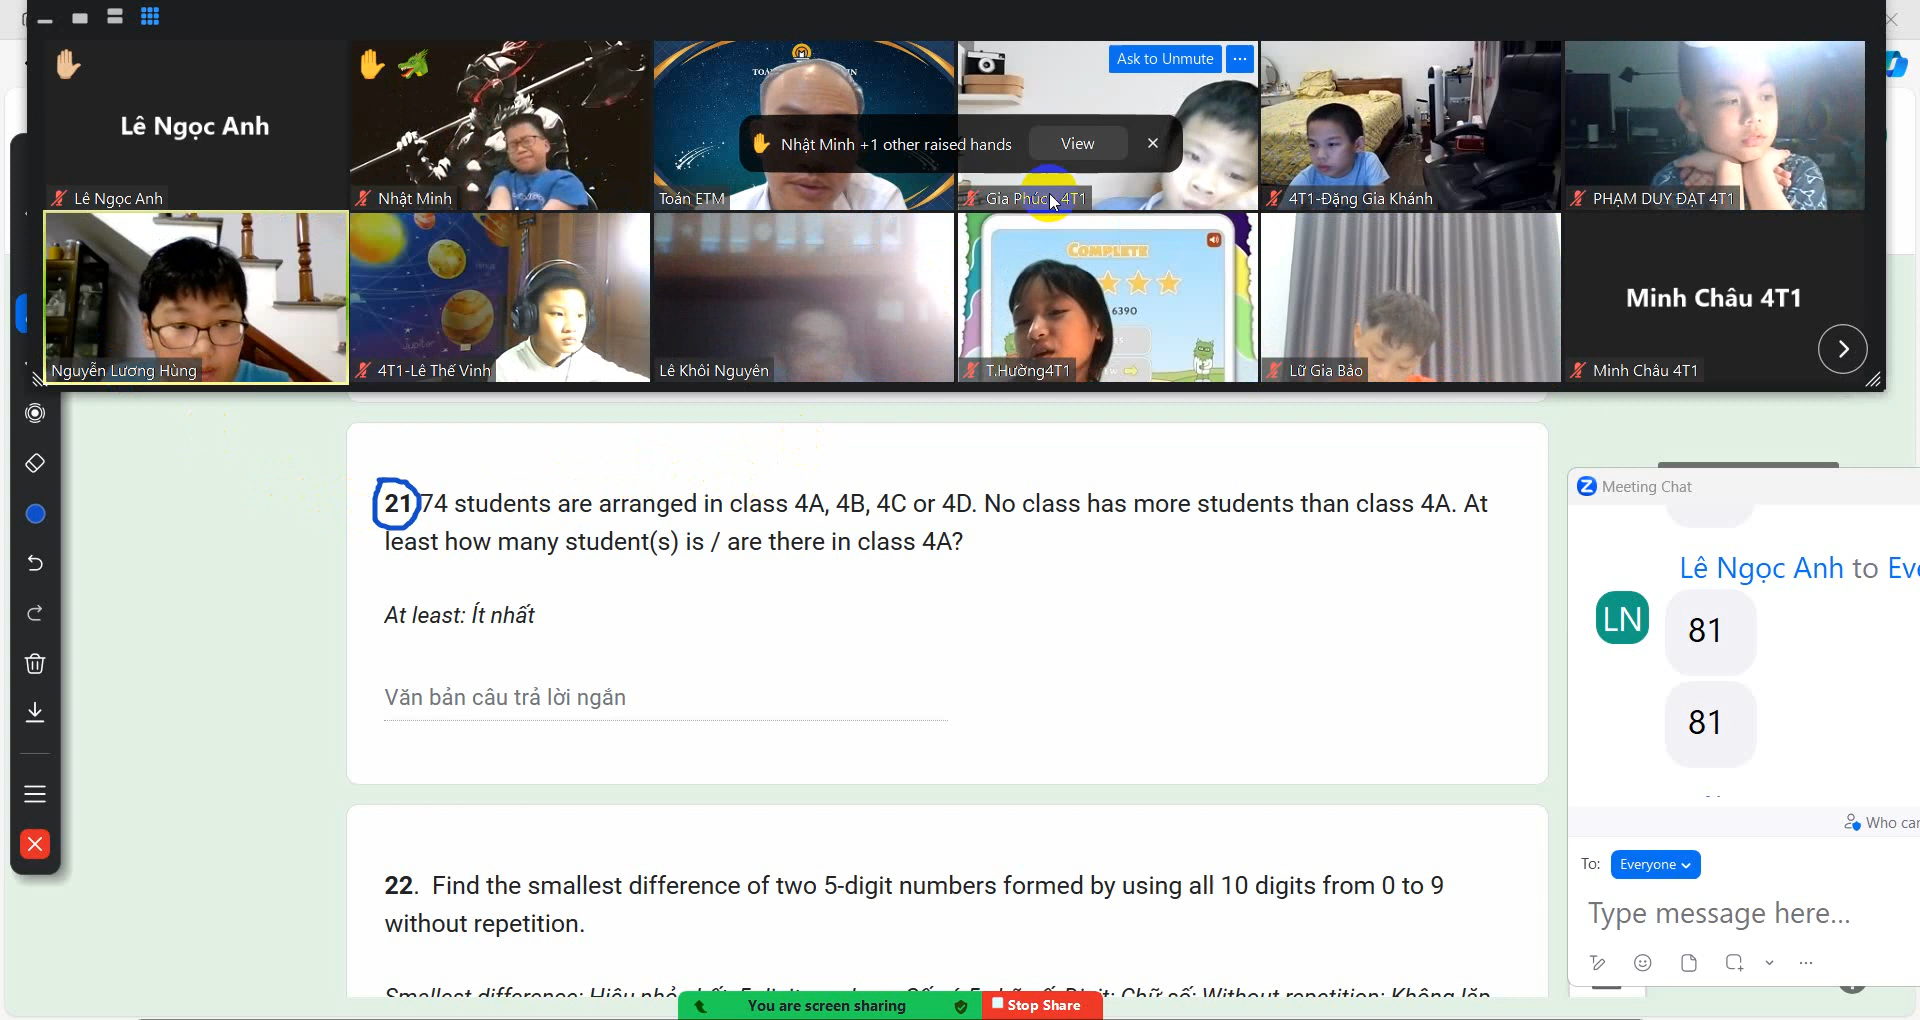 Lê Ngọc Anh
Lê Ngọc Anh
Nhật Minh
Toán ETM
Ask to Unmute
Nhật Minh +1 other raised hands
View
Gia Phúc 4T1
4T1-Đặng Gia Khánh
PHẠM DUY ĐẠT 4T1
Nguyễn Lương Hùng
Jupiter
4T1-Lê Thế Vinh
Lê Khôi Nguyên
COMPLETE
6390
T.Hường4T1
Lữ Gia Bảo
Minh Châu 4T1
Minh Châu 4T1
21 74 students are arranged in class 4A, 4B, 4C or 4D. No class has more students than class 4A. At
least how many student(s) is / are there in class 4A?
At least: Ít nhất
Văn bản câu trả lời ngắn
22. Find the smallest difference of two 5-digit numbers formed by using all 10 digits from 0 to 9
without repetition.
Meeting Chat
Lê Ngọc Anh to
LN
81
81
Who can
To: Everyone
Type message here...
You are screen sharing
Stop Share